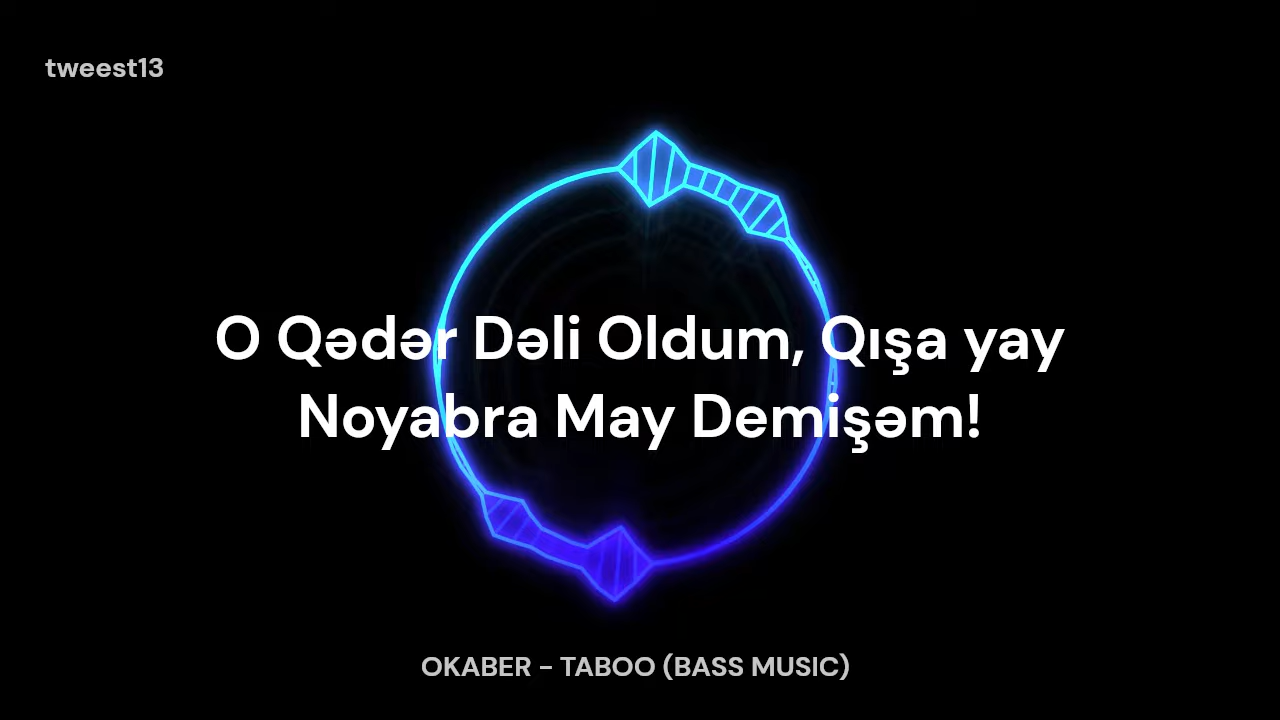 tweest13
O Qədər Dəli Oldum, Qışa yay
Noyabra May Demişəm!
OKABER - TABOO (BASS MUSIC)